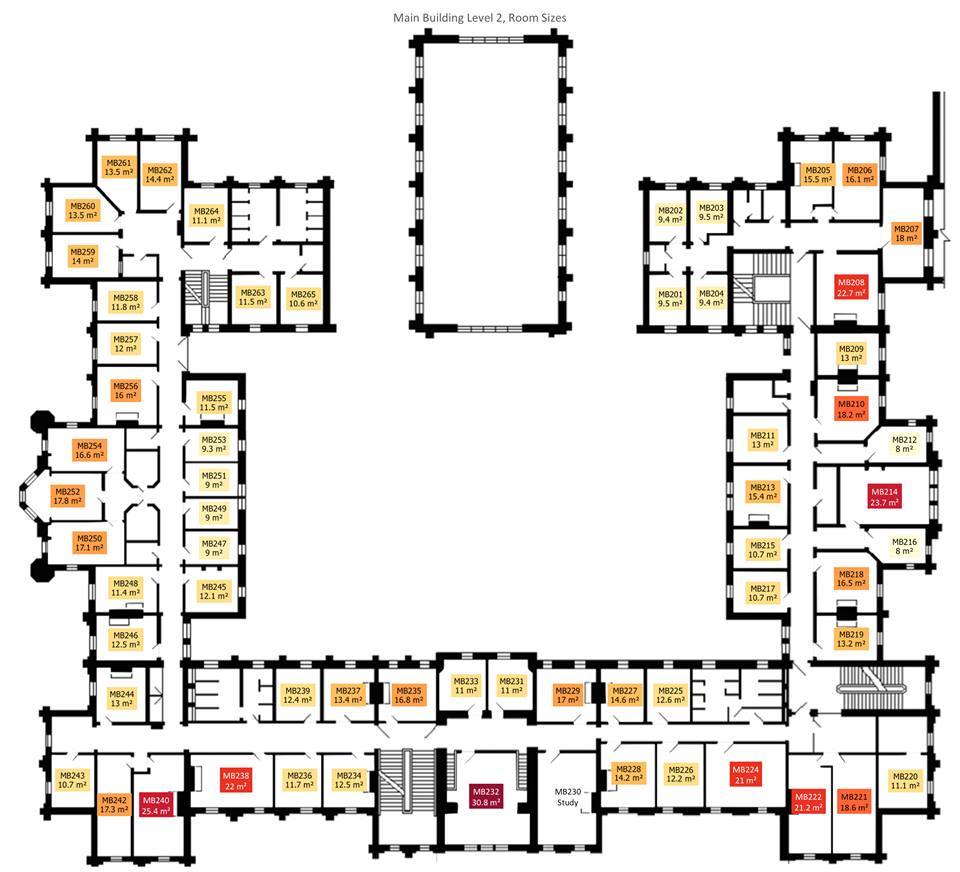 Main Building Level 2, Room Sizes
MB261
13.5 m²
MB262
14.4 m²
MB205
15.5 m²
MB206
16.1 m²
MB260
13.5 m²
MB264
11.1 m²
MB202
9.4 m²
MB203
9.5 m²
MB207
18 m²
MB259
14 m²
MB258
11.8 m²
MB263
11.5 m²
MB265
10.6 m²
MB201
9.5 m²
MB204
9.4 m²
MB208
22.7 m²
MB257
12 m²
MB209
13 m²
MB256
16 m²
MB255
11.5 m²
MB210
18.2 m²
MB254
16.6 m²
MB253
9.3 m²
MB211
13 m²
MB212
8 m²
MB252
17.8 m²
MB251
9 m²
MB213
15.4 m²
MB214
23.7 m²
MB249
9 m²
MB250
17.1 m²
MB247
9 m²
MB215
10.7 m²
MB216
8 m²
MB248
11.4 m²
MB245
12.1 m²
MB217
10.7 m²
MB218
16.5 m²
MB246
12.5 m²
MB219
13.2 m²
MB244
13 m²
MB239
12.4 m²
MB237
13.4 m²
MB235
16.8 m²
MB233
11 m²
MB231
11 m²
MB229
17 m²
MB227
14.6 m²
MB225
12.6 m²
MB243
10.7 m²
MB242
17.3 m²
MB240
25.4 m²
MB238
22 m²
MB236
11.7 m²
MB234
12.5 m²
MB232
30.8 m²
MB230
Study
MB228
14.2 m²
MB226
12.2 m²
MB224
21 m²
MB222
21.2 m²
MB221
18.6 m²
MB220
11.1 m²